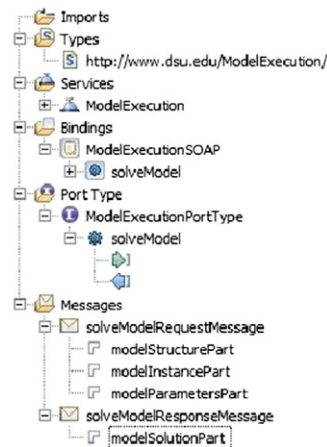 Imports
Types
http://www.dsu.edu/ModelExecution/
Services
ModelExecution
Bindings
ModelExecutionSOAP
solveModel
Port Type
ModelExecutionPortType
solveModel
Messages
solveModelRequestMessage
modelStructurePart
modelInstancePart
modelParametersPart
solveModelResponseMessage
modelSolutionPart